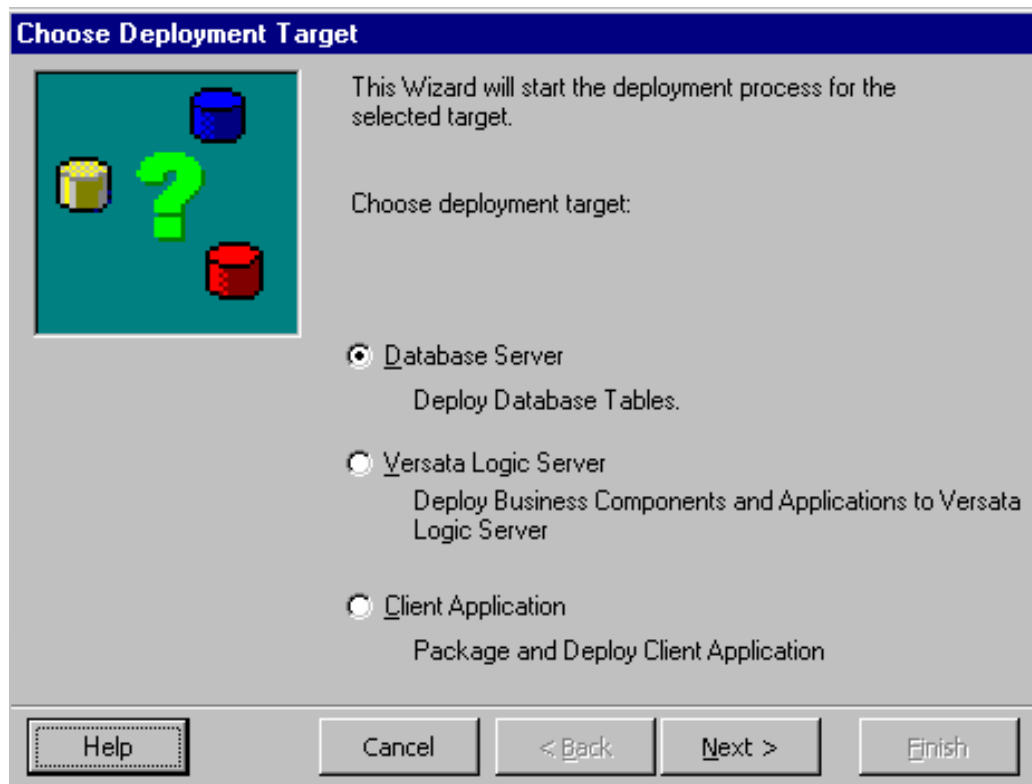 Choose Deployment Target
This Wizard will start the deployment process for the
selected target.
?
Choose deployment target:
Database Server
Deploy Database Tables.
Versata Logic Server
Deploy Business Components and Applications to Versata
Logic Server
Client Application
Package and Deploy Client Application
Help
Cancel
< Back
Next >
Finish